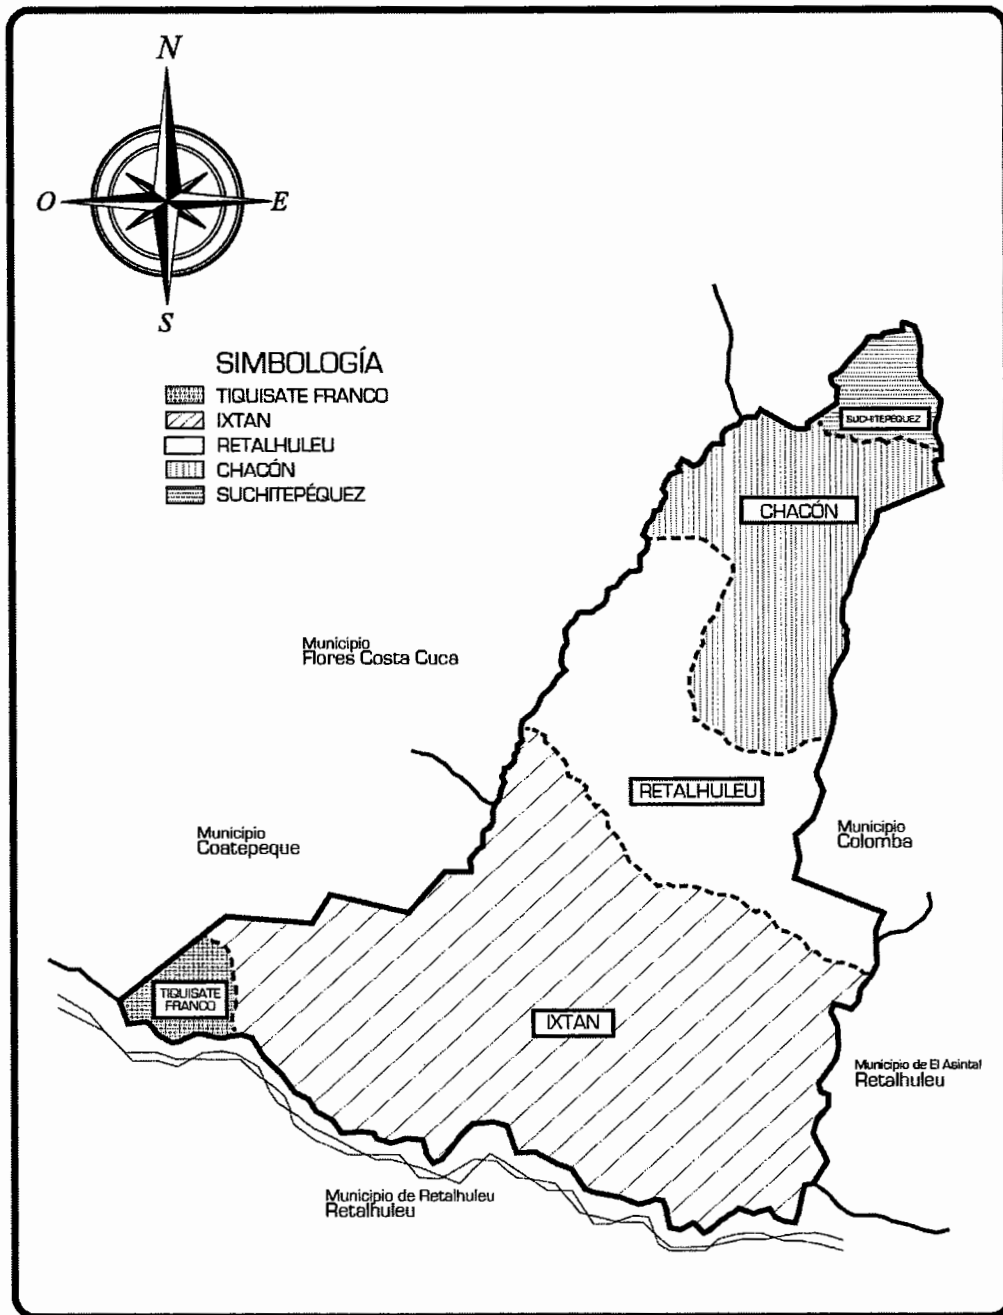 N
O
E
S
SIMBOLOGÍA
TIQUISATE FRANCO
IXTAN
RETALHULEU
CHACÓN
SUCHITEPÉQUEZ
SUCHITEPÉQUEZ
CHACÓN
Municipio
Flores Costa Cuca
RETALHULEU
Municipio
Coatepeque
Municipio
Colomba
TIQUISATE
FRANCO
IXTAN
Municipio de El Asintal
Retalhuleu
Municipio de Retalhuleu
Retalhuleu